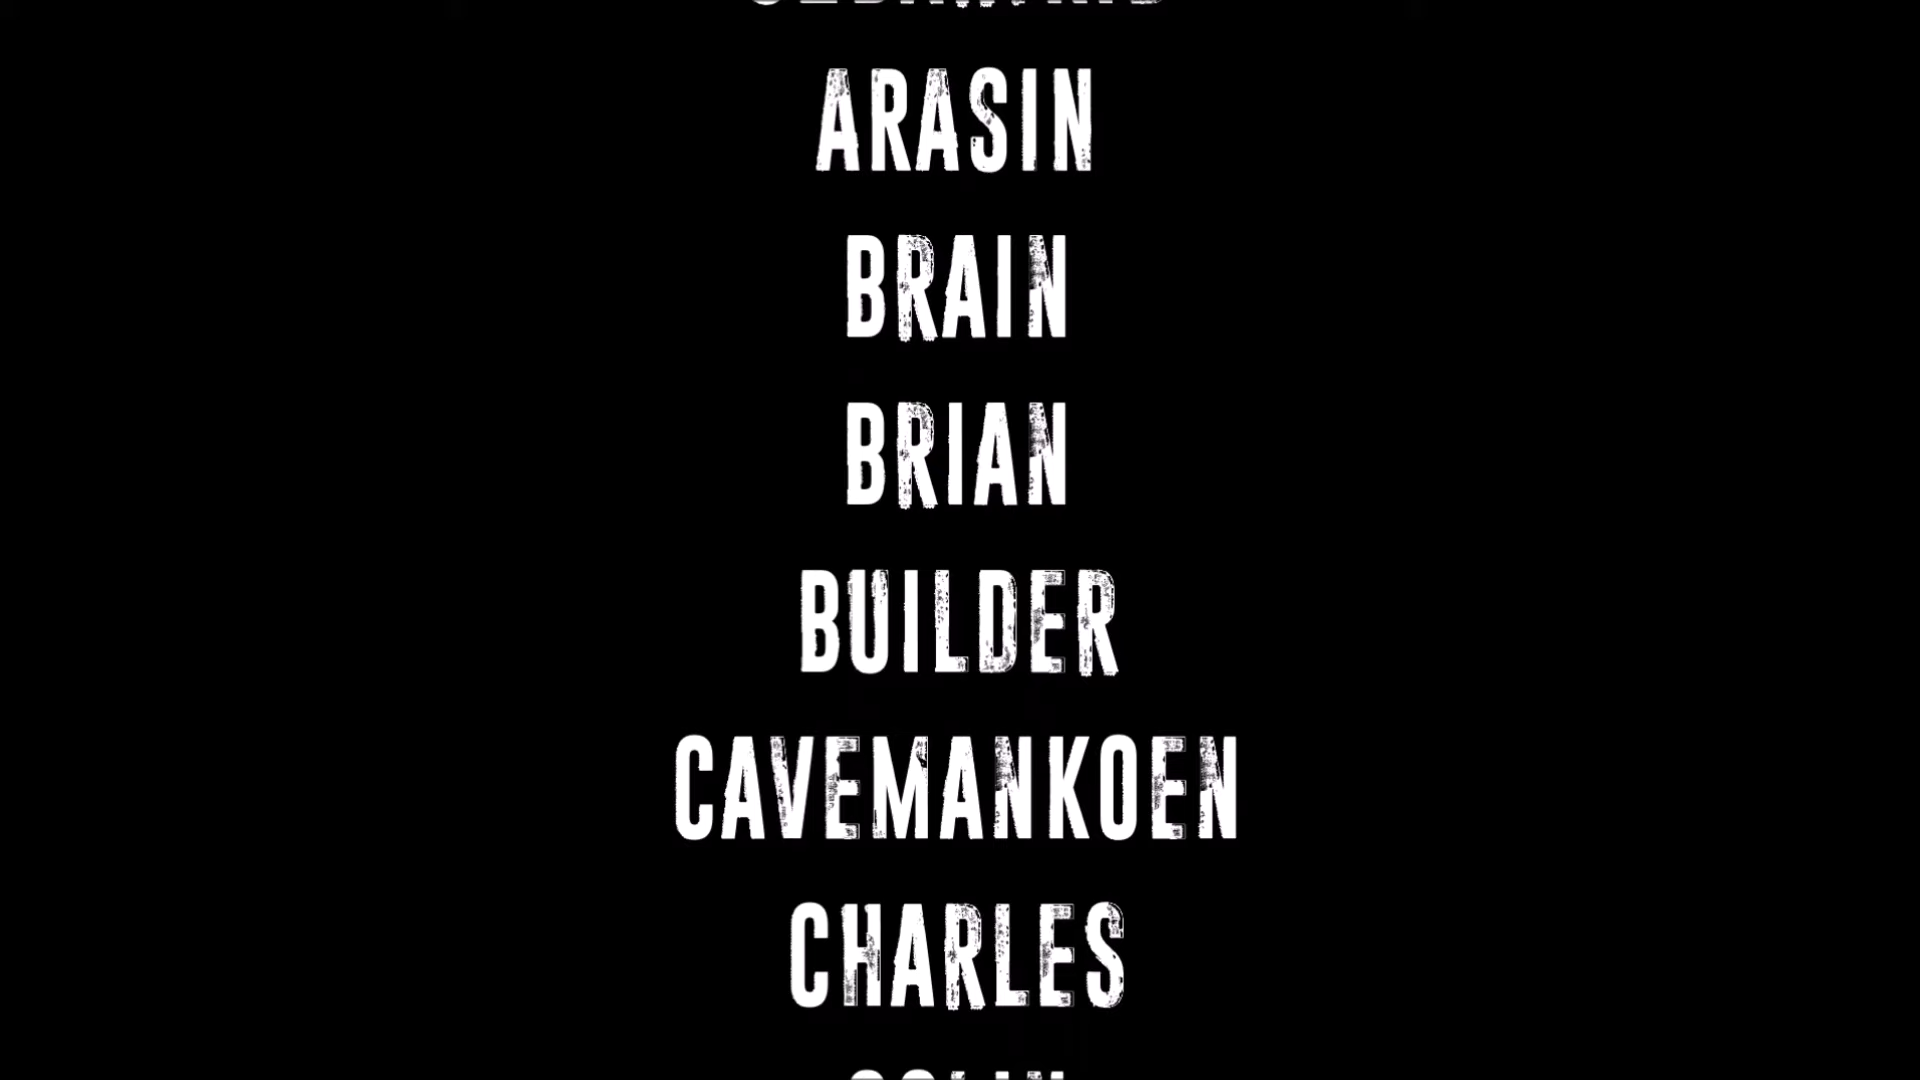 ARASIN
BRAIN
BRIAN
BUILDER
CAVEMANKOEN
CHARLES